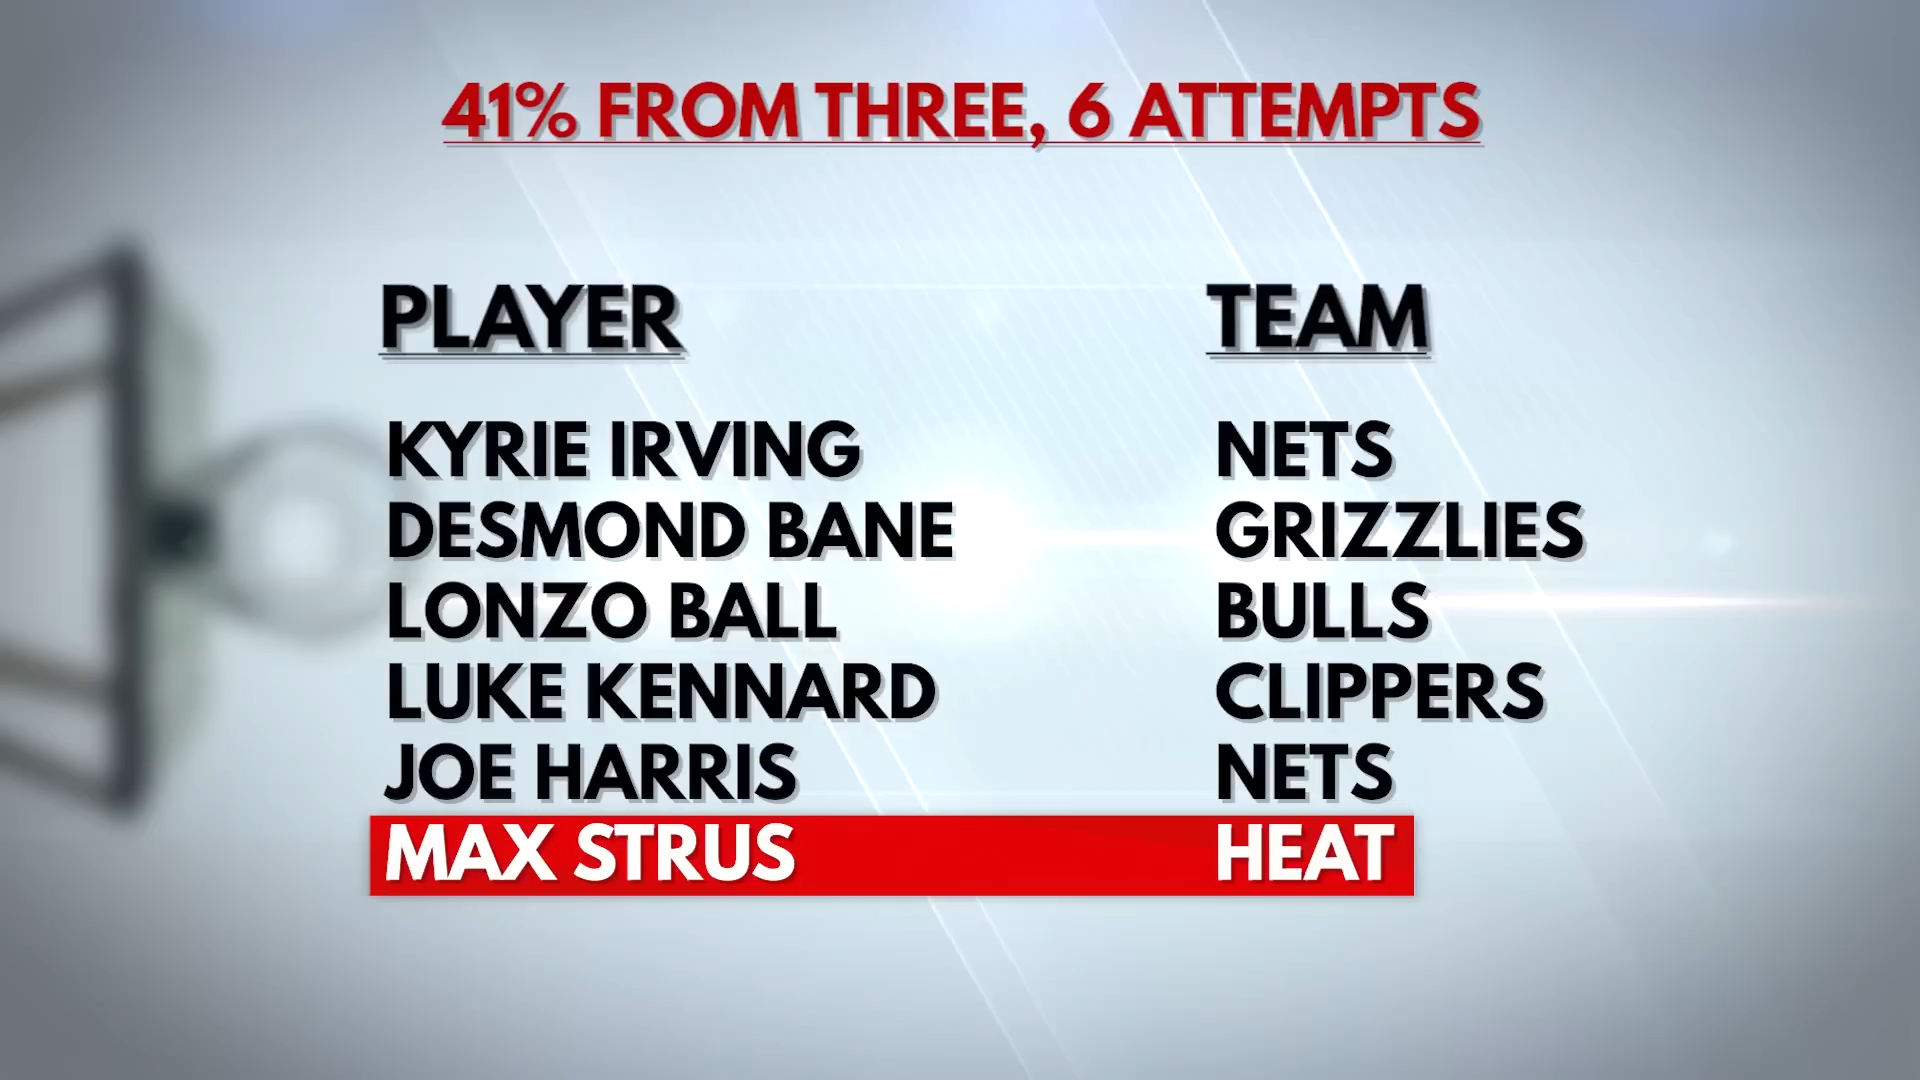 41% FROM THREE, 6 ATTEMPTS
PLAYER TEAM
KYRIE IRVING NETS
DESMOND BANE GRIZZLIES
LONZO BALL BULLS
LUKE KENNARD CLIPPERS
JOE HARRIS NETS
MAX STRUS HEAT